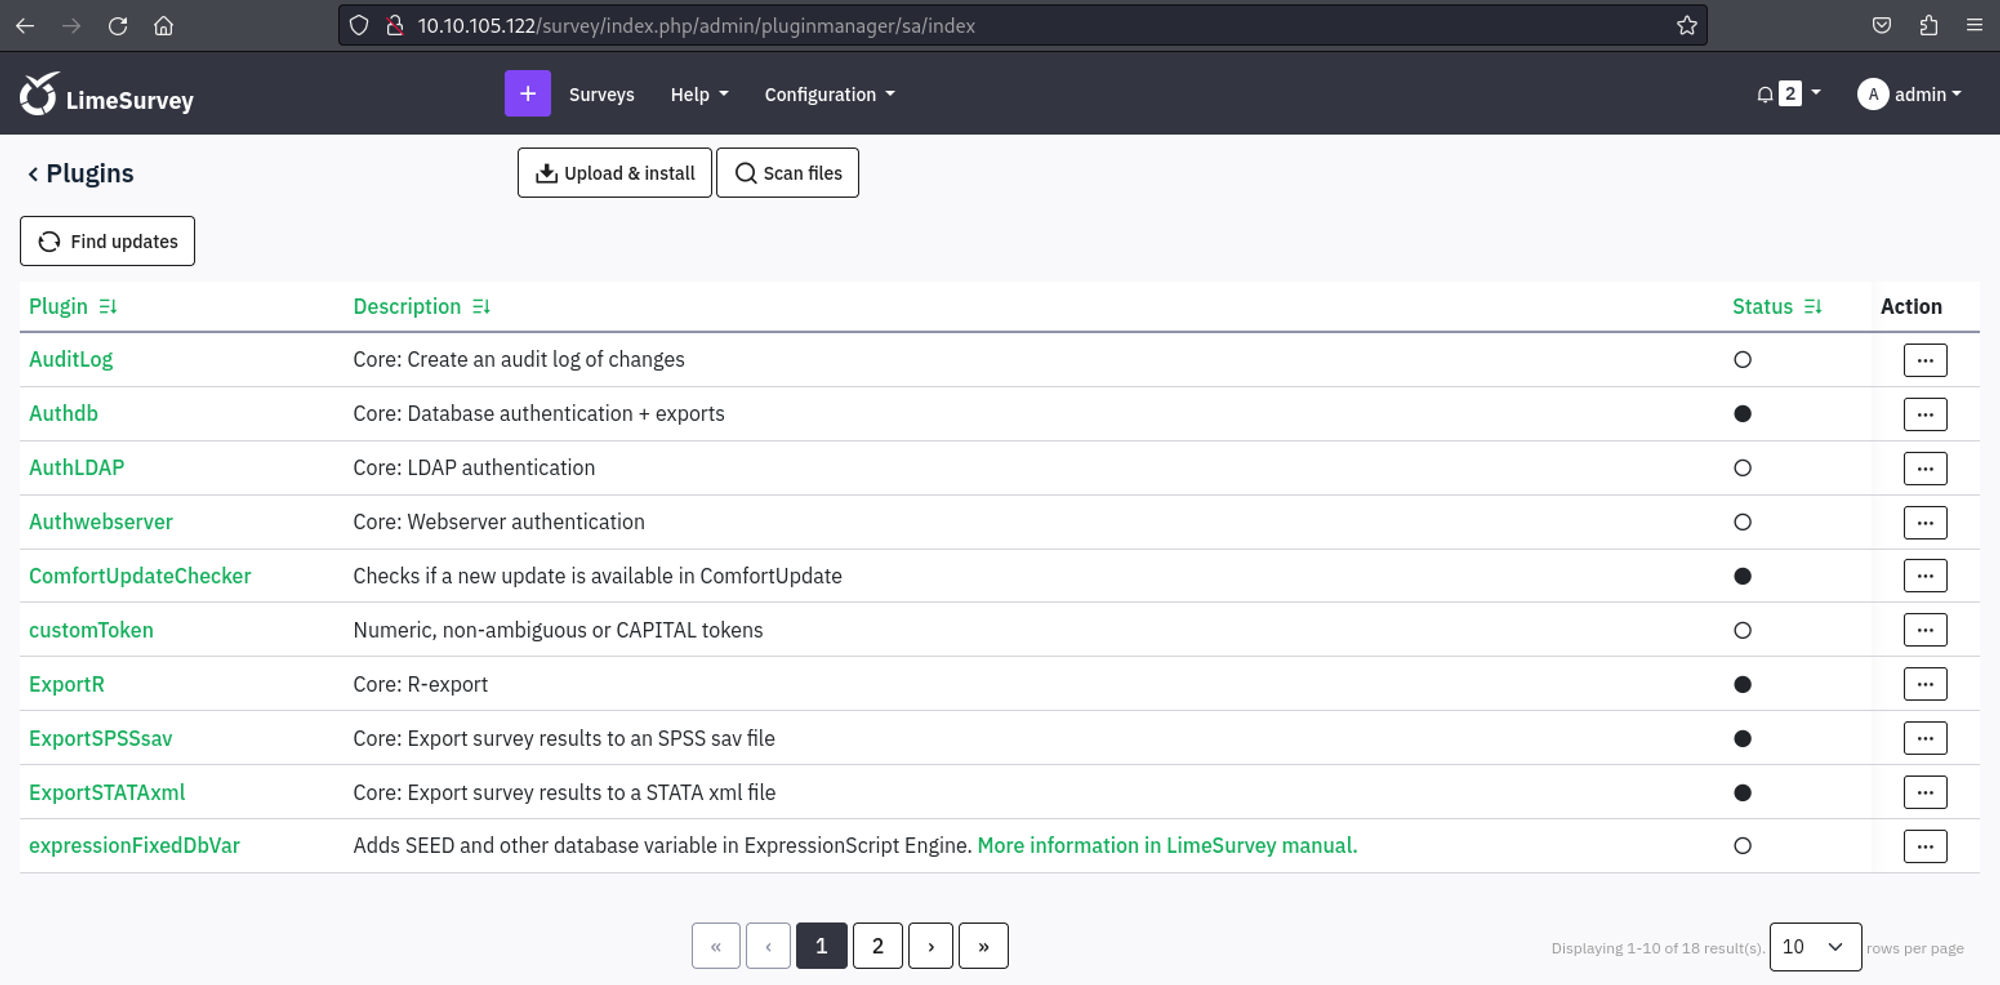 10.10.105.122/survey/index.php/admin/pluginmanager/sa/index
LimeSurvey + Surveys Help Configuration 2 A admin
‹ Plugins Upload & install Scan files
Find updates
Plugin Description Status Action
AuditLog Core: Create an audit log of changes ...
Authdb Core: Database authentication + exports ...
AuthLDAP Core: LDAP authentication ...
Authwebserver Core: Webserver authentication ...
ComfortUpdateChecker Checks if a new update is available in ComfortUpdate ...
customToken Numeric, non-ambiguous or CAPITAL tokens ...
ExportR Core: R-export ...
ExportSPSSsav Core: Export survey results to an SPSS sav file ...
ExportSTATAxml Core: Export survey results to a STATA xml file ...
expressionFixedDbVar Adds SEED and other database variable in ExpressionScript Engine. More information in LimeSurvey manual. ...
« ‹ 1 2 › » Displaying 1-10 of 18 result(s). 10 rows per page